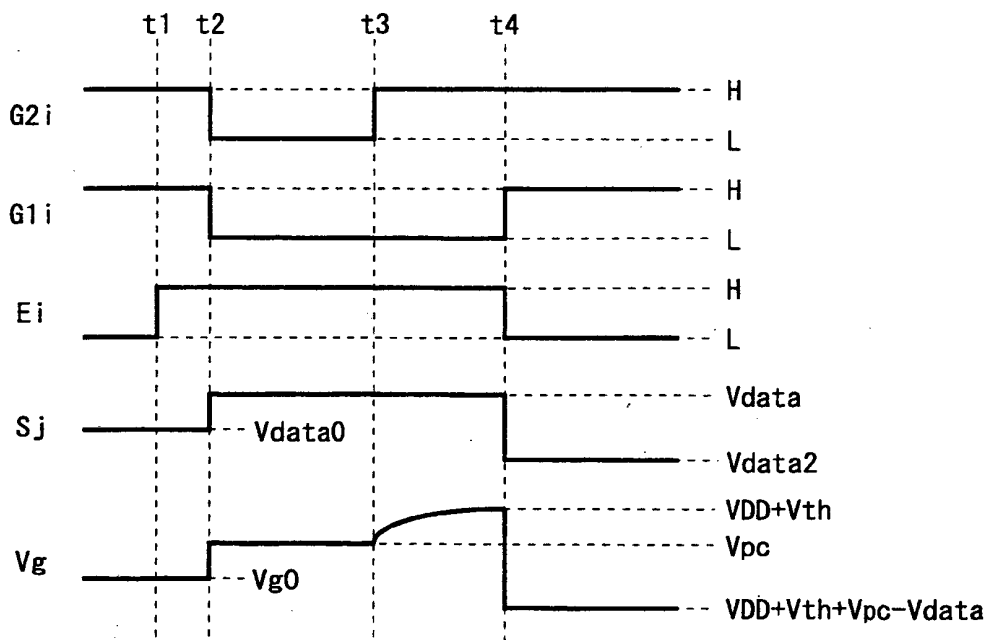 t1 t2 t3 t4
G2i
H
L
G1i
H
L
Ei
H
L
Sj
Vdata0
Vdata
Vdata2
Vg
Vg0
VDD+Vth
Vpc
VDD+Vth+Vpc-Vdata